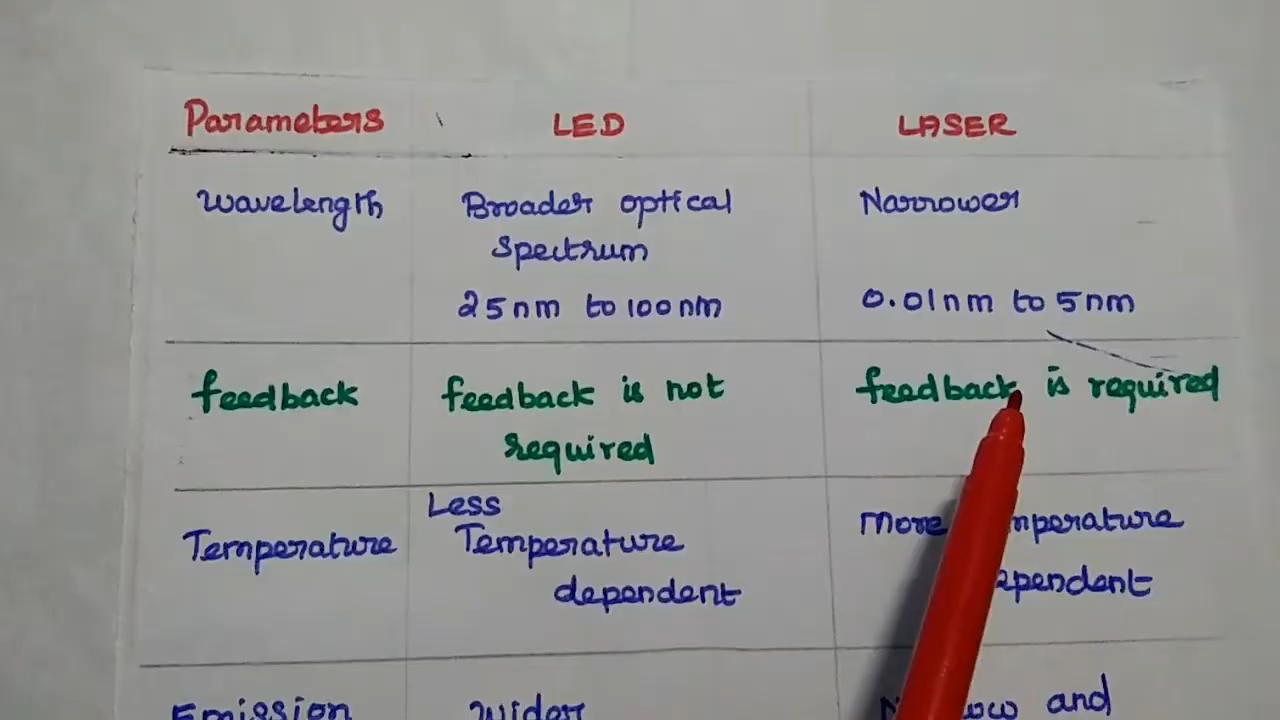 Parameters LED LASER
Wavelength Broader optical Narrower
Spectrum
25nm to 100nm 0.01nm to 5nm
feedback feedback is not feedback is required
required
Less
Temperature Temperature More
dependent
Emission Wider and